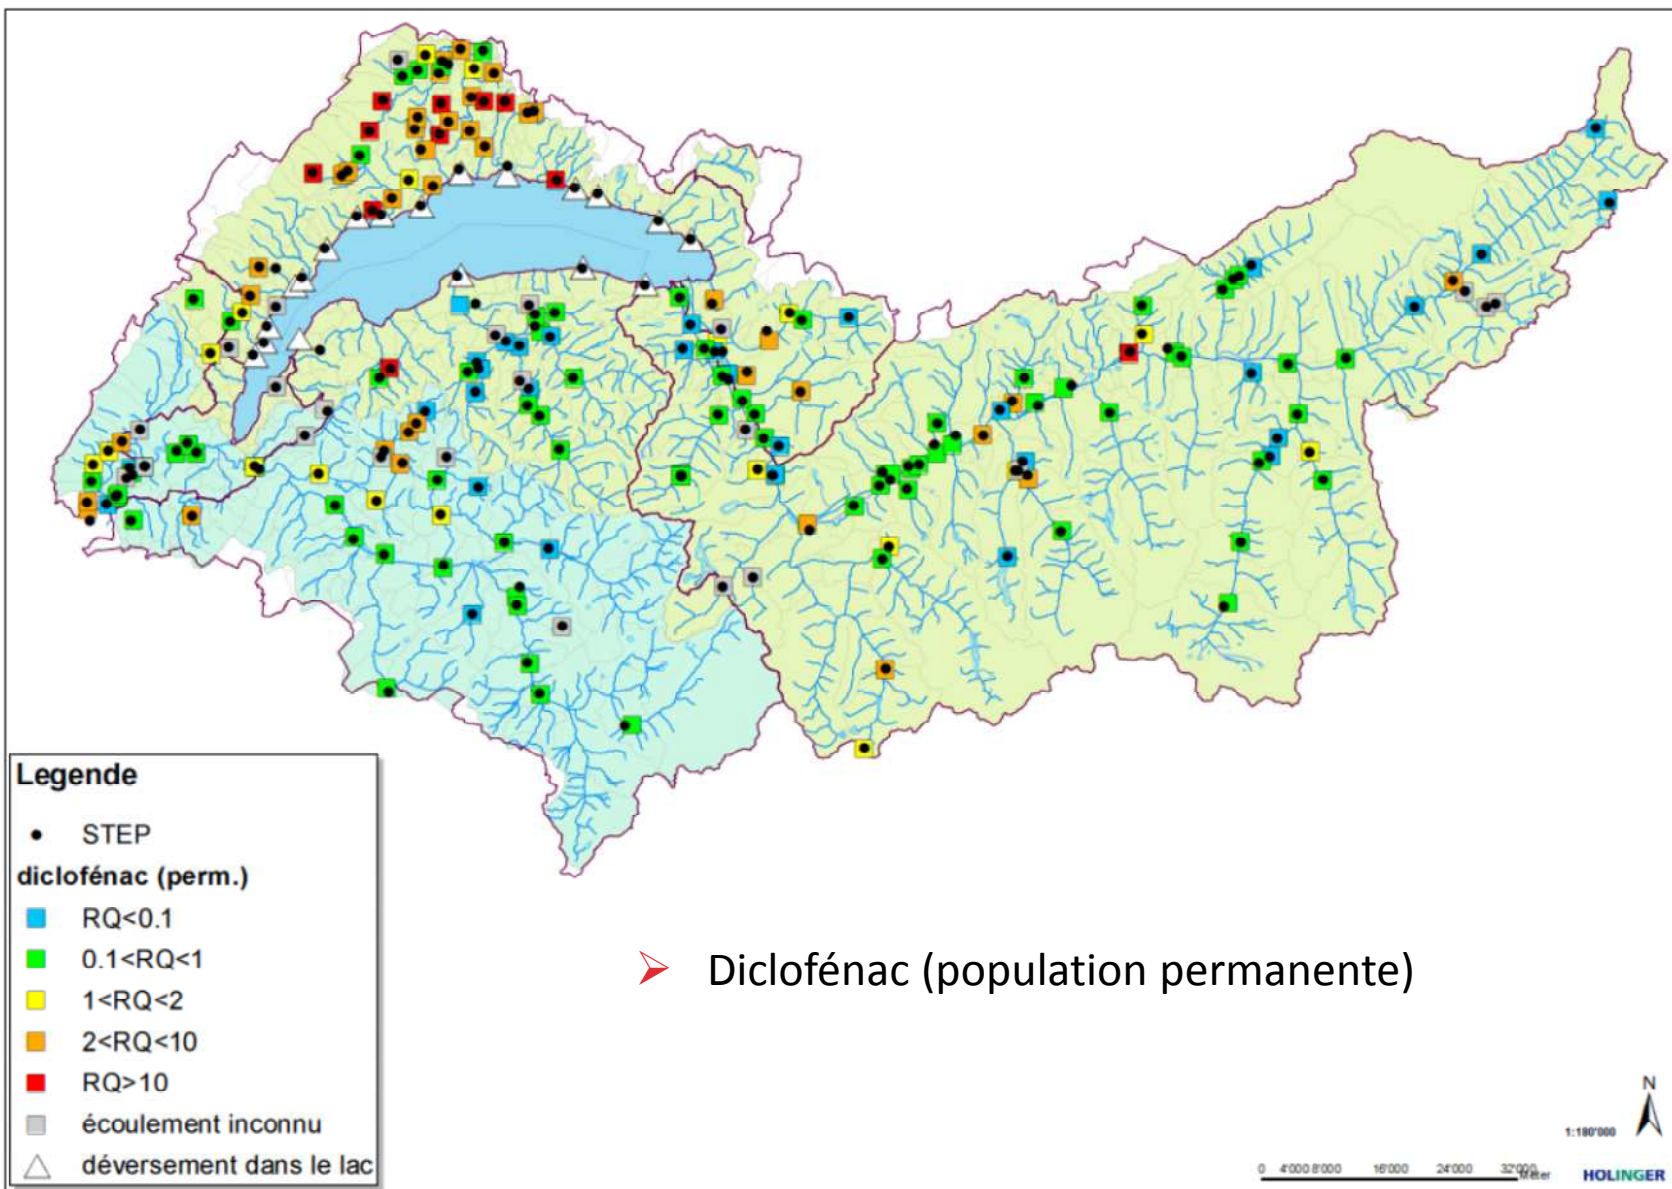 Legende
STEP
diclofénac (perm.)
RQ<0.1
0.1<RQ<1
1<RQ<2
2<RQ<10
RQ>10
écoulement inconnu
déversement dans le lac
➢ Diclofénac (population permanente)
N
1:180'000
0 4'000 8'000 16'000 24'000 32'000 Meter
HOLINGER